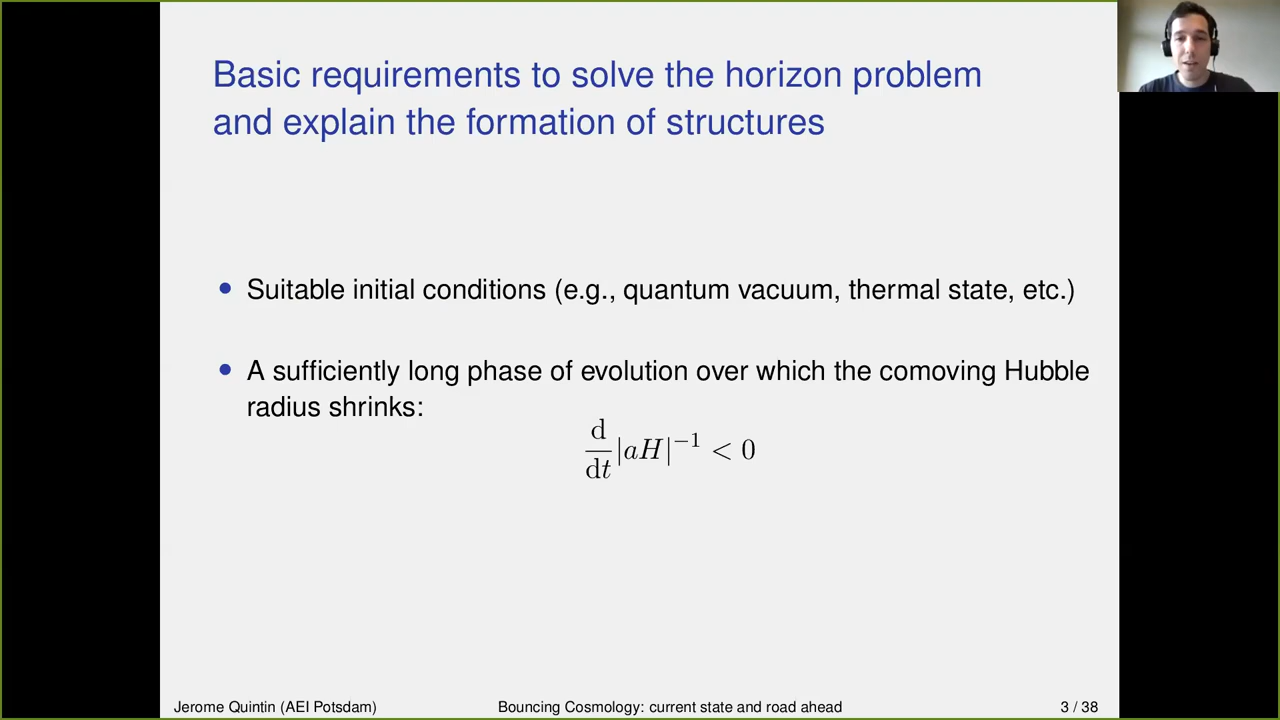 Basic requirements to solve the horizon problem
and explain the formation of structures
• Suitable initial conditions (e.g., quantum vacuum, thermal state, etc.)
• A sufficiently long phase of evolution over which the comoving Hubble
radius shrinks:
d/dt |aH|⁻¹ < 0
Jerome Quintin (AEI Potsdam) Bouncing Cosmology: current state and road ahead 3 / 38